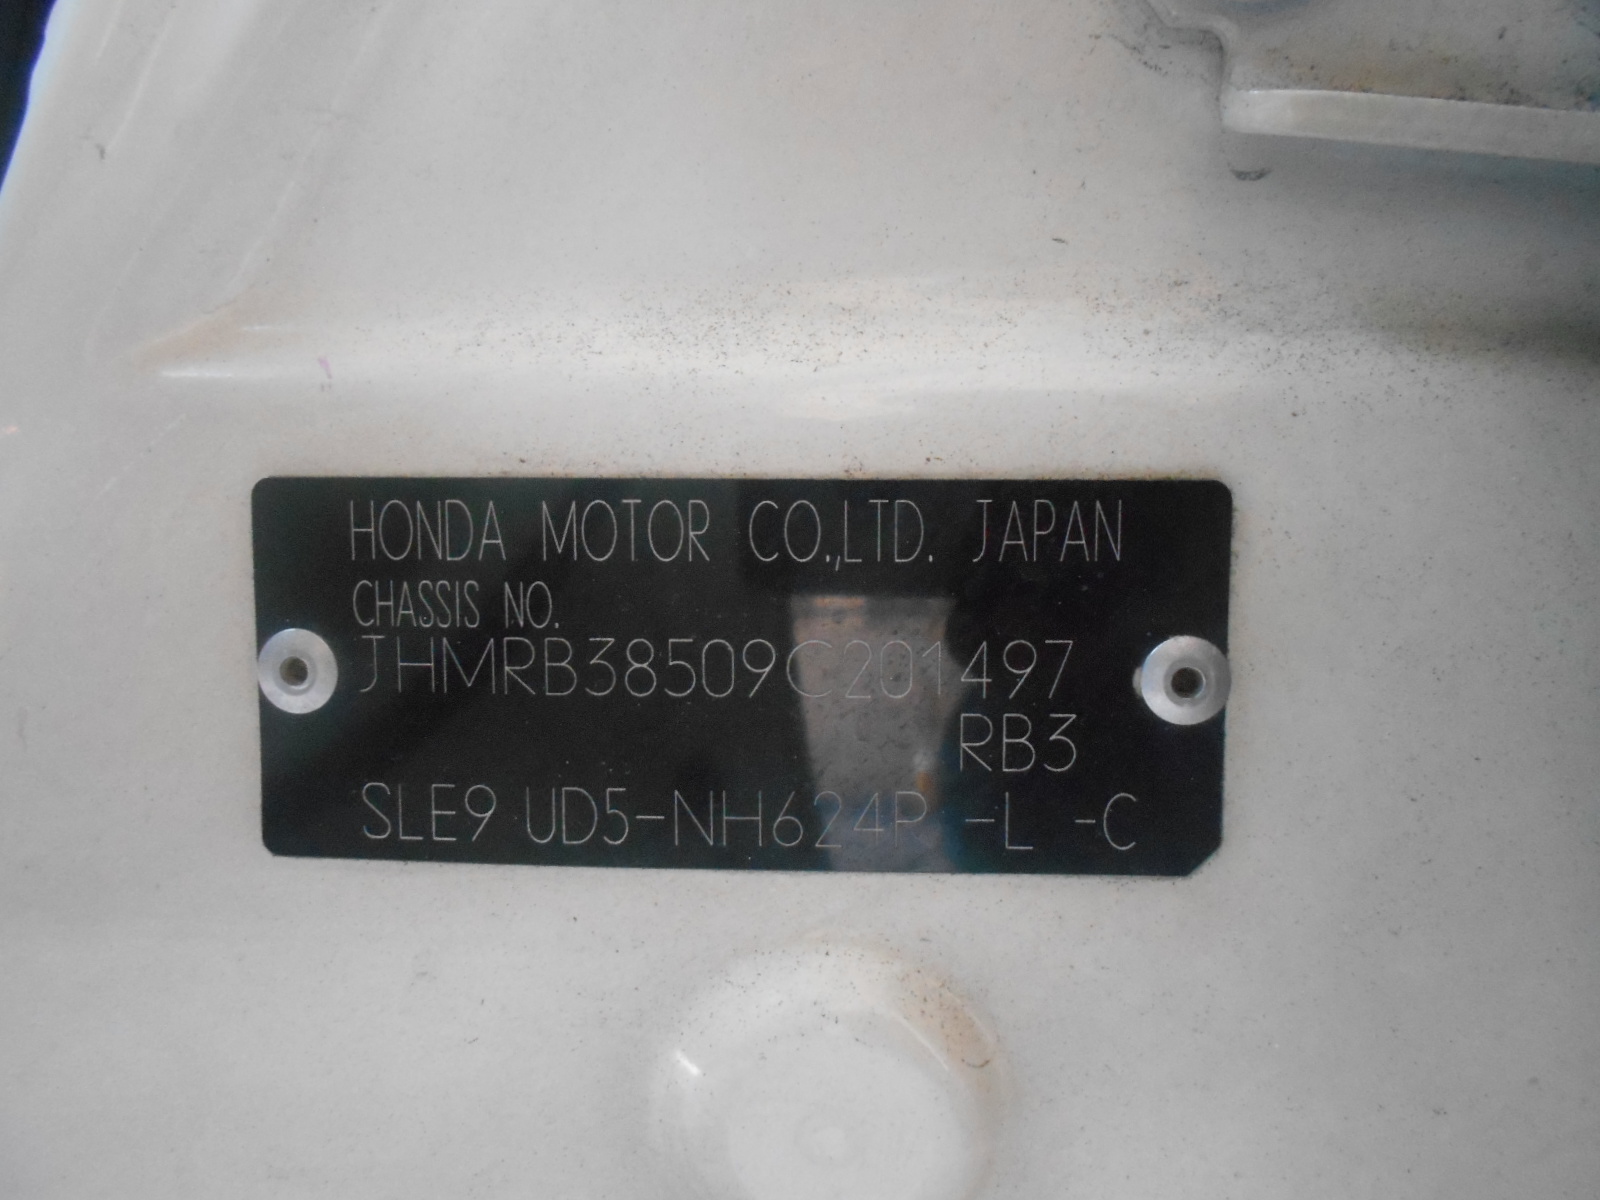 HONDA MOTOR CO.,LTD. JAPAN
CHASSIS NO.
JHMRB38509C201497
RB3
SLE9 UD5-NH624P -L -C